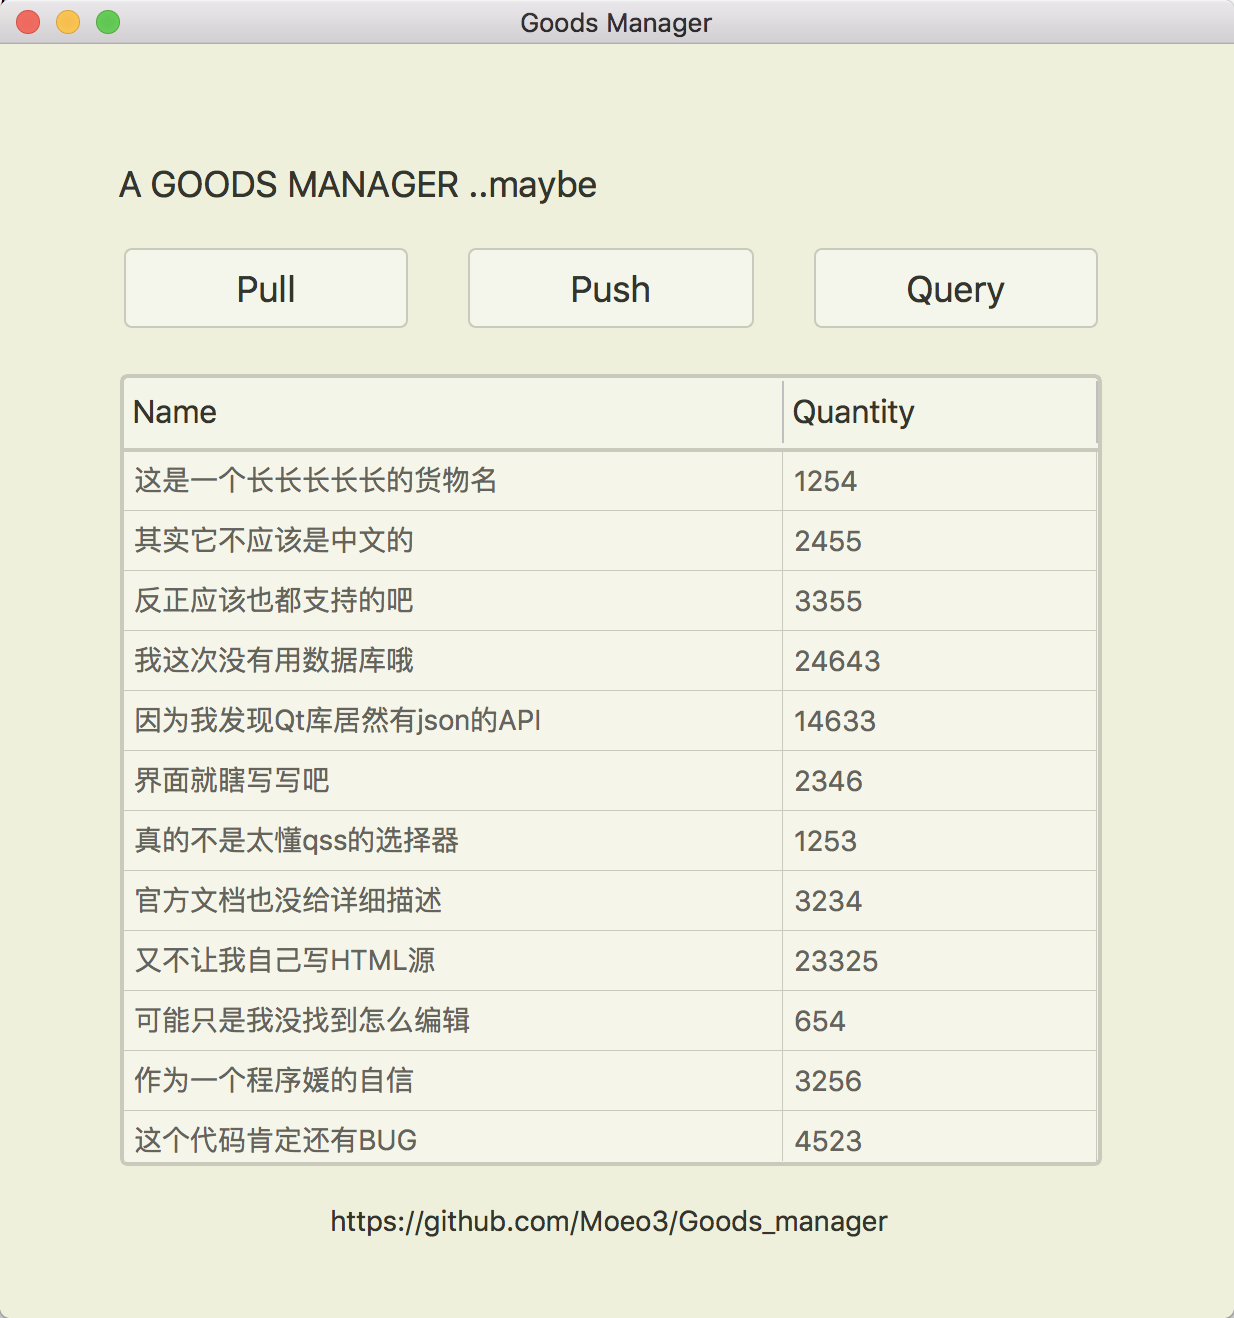 Goods Manager
A GOODS MANAGER ..maybe
Pull Push Query
Name Quantity
这是一个长长长长长的货物名 1254
其实它不应该是中文的 2455
反正应该也都支持的吧 3355
我这次没有用数据库哦 24643
因为我发现Qt库居然有json的API 14633
界面就瞎写写吧 2346
真的不是太懂qss的选择器 1253
官方文档也没给详细描述 3234
又不让我自己写HTML源 23325
可能只是我没找到怎么编辑 654
作为一个程序媛的自信 3256
这个代码肯定还有BUG 4523
https://github.com/Moeo3/Goods_manager